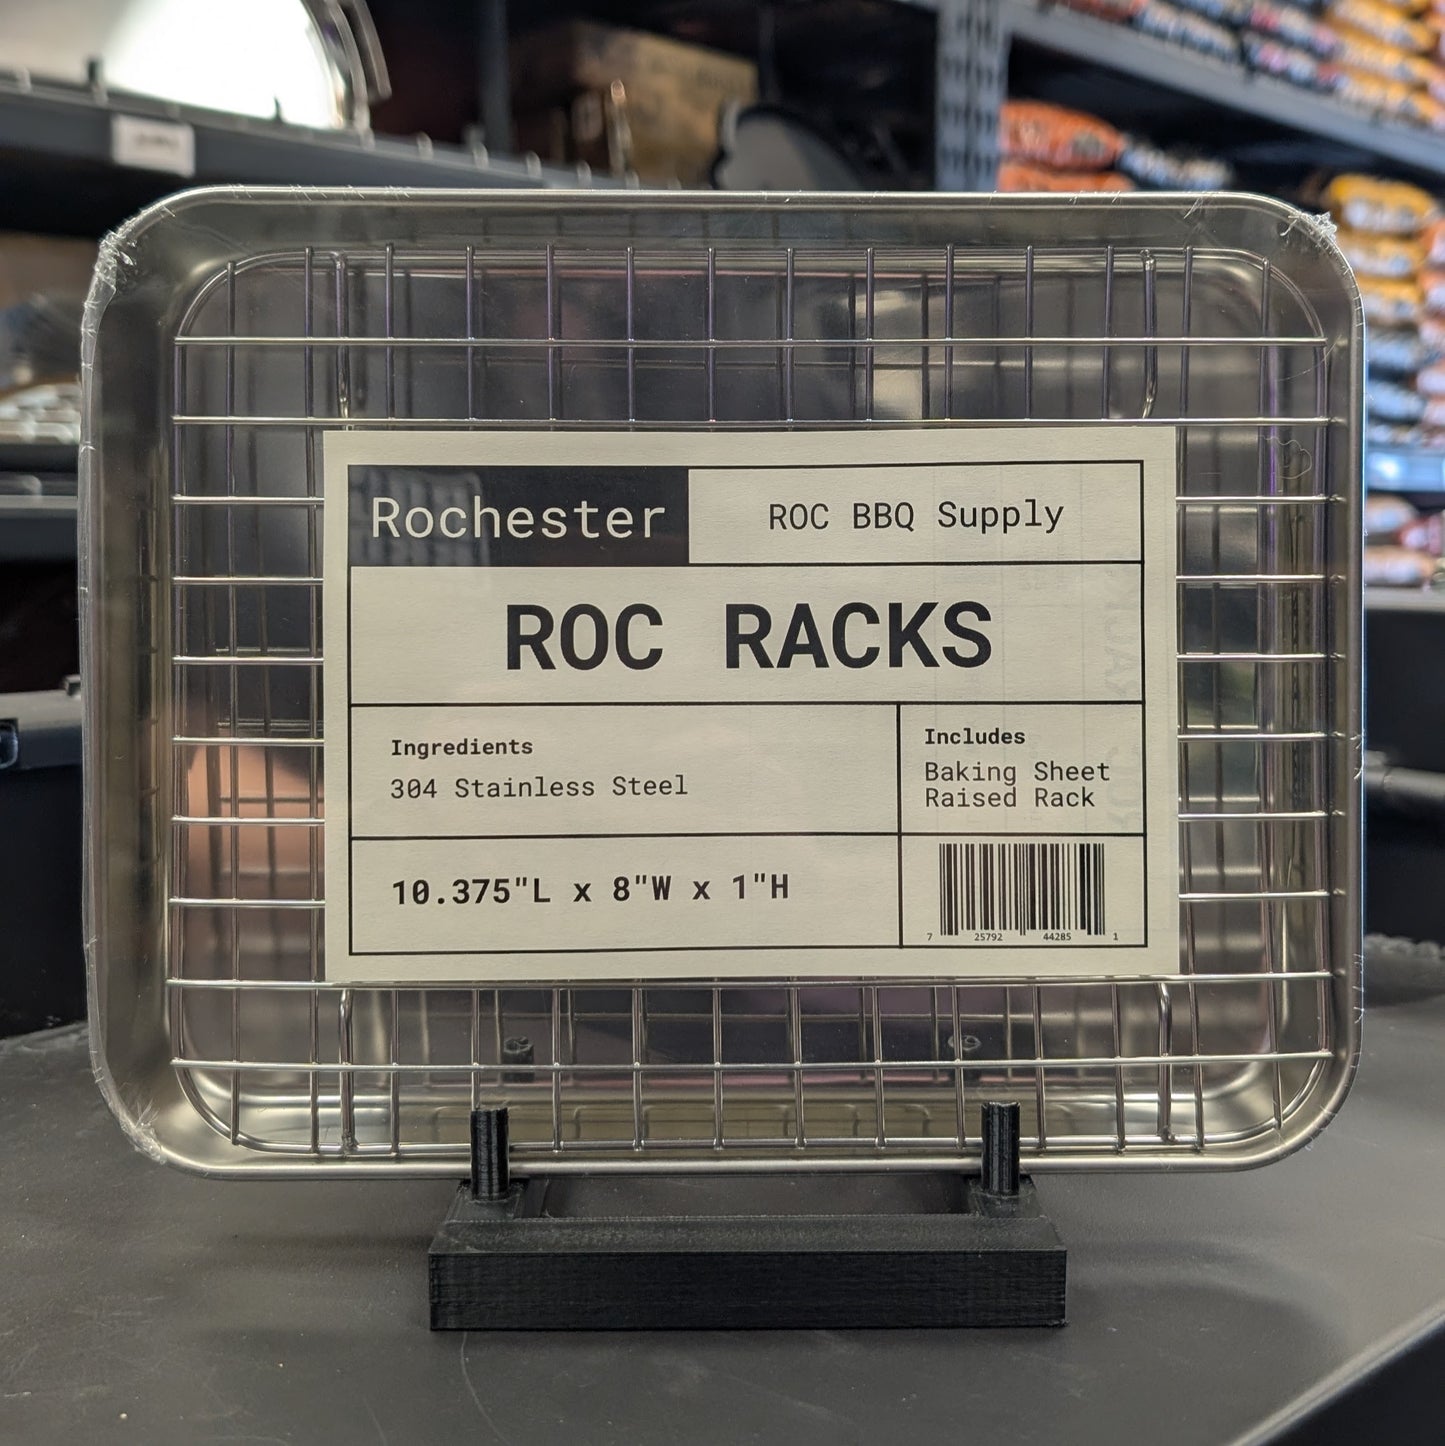 Rochester
ROC BBQ Supply
ROC RACKS
Ingredients
304 Stainless Steel
Includes
Baking Sheet
Raised Rack
10.375"L x 8"W x 1"H
7 25792 44285 1